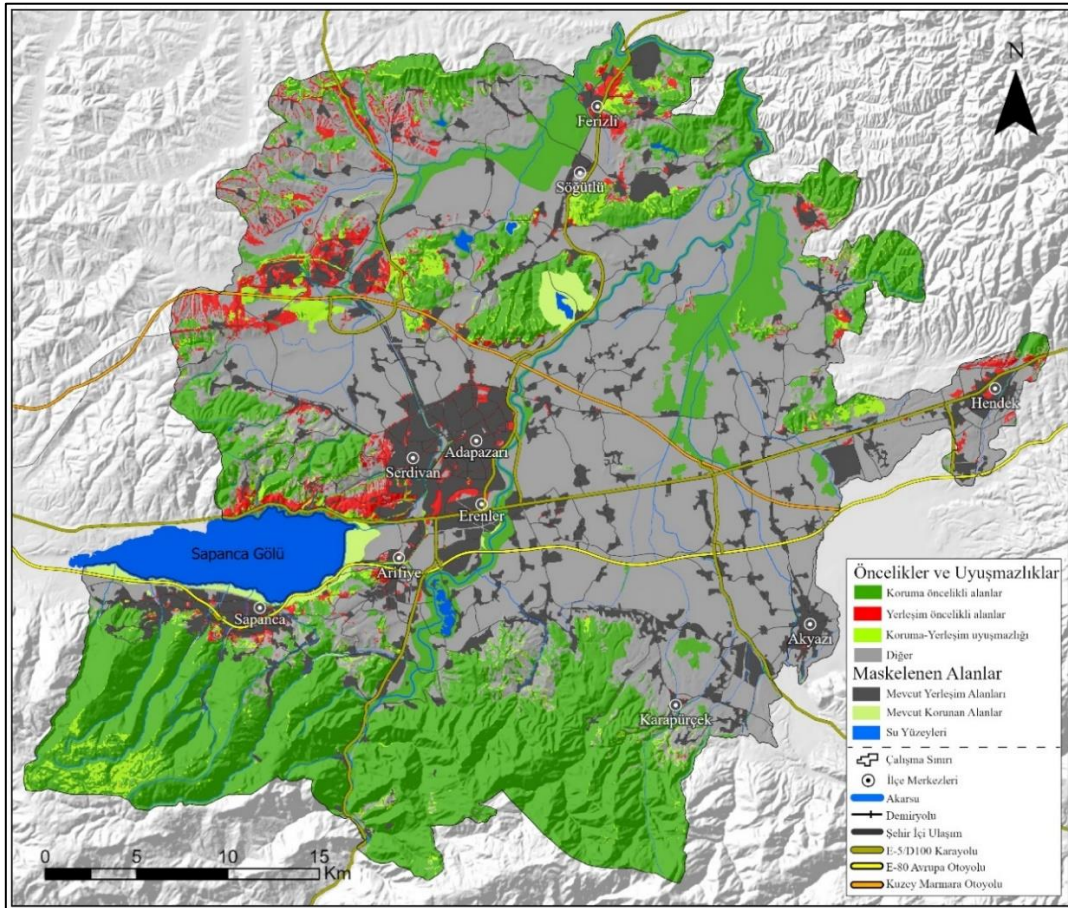 N
Ferizli
Söğütlü
Hendek
Adapazarı
Serdivan
Erenler
Sapanca Gölü
Arifiye
Sapanca
Akyazı
Karapürçek
0 5 10 15
Km
Öncelikler ve Uyuşmazlıklar
Koruma öncelikli alanlar
Yerleşim öncelikli alanlar
Koruma-Yerleşim uyuşmazlığı
Diğer
Maskelenen Alanlar
Mevcut Yerleşim Alanları
Mevcut Korunan Alanlar
Su Yüzeyleri
Çalışma Sınırı
İlçe Merkezleri
Akarsu
Demiryolu
Şehir İçi Ulaşım
E-5/D100 Karayolu
E-80 Avrupa Otoyolu
Kuzey Marmara Otoyolu